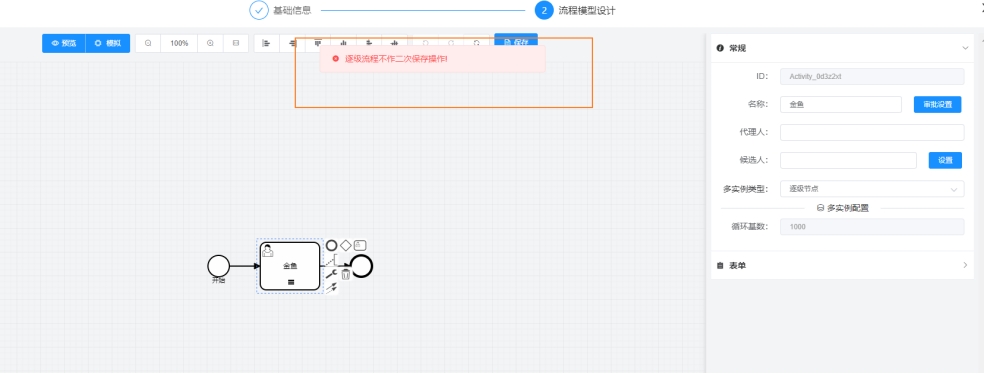 基础信息
2 流程模型设计
预览 模拟 100% 保存
逐级流程不作二次保存操作!
常规
ID: Activity_0d3z2xt
名称: 金鱼 审批设置
代理人:
候选人: 设置
多实例类型: 逐级节点
多实例配置
循环基数: 1000
表单
金鱼
开始